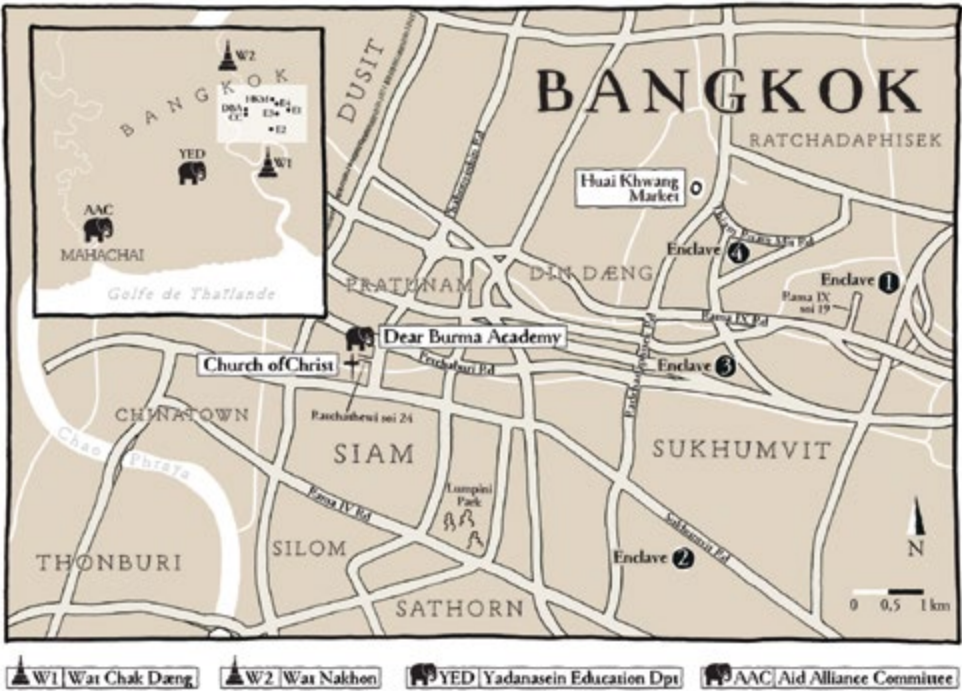 BANGKOK
W2
BANGKOK
HKM
E4
DBA
E1
CC
E3
E2
YED
W1
AAC
MAHACHAI
Golfe de Thaïlande
DUSIT
RATCHADAPHISEK
Huai Khwang
Market
Enclave 4
DIN DÆNG
Enclave 1
Rama IX
soi 19
PRATUNAM
Rama IX Rd
Dear Burma Academy
Church of Christ
Petchaburi Rd
Enclave 3
Ratchathewi soi 24
CHINATOWN
Chao Phraya
SIAM
SUKHUMVIT
Lumpini
Park
Rama IV Rd
Sukhumvit Rd
THONBURI
SILOM
Enclave 2
SATHORN
N
0 0,5 1 km
W1 Wat Chak Dæng
W2 Wat Nakhon
YED Yadanasein Education Dpt
AAC Aid Alliance Committee